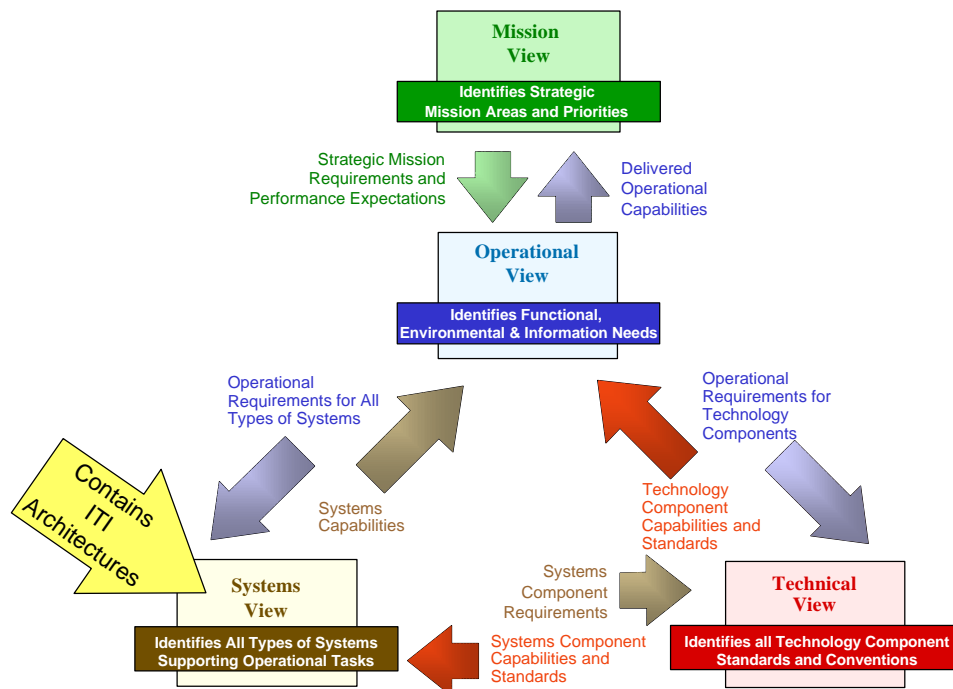 Mission
View
Identifies Strategic
Mission Areas and Priorities
Strategic Mission
Requirements and
Performance Expectations
Delivered
Operational
Capabilities
Operational
View
Identifies Functional,
Environmental & Information Needs
Operational
Requirements for All
Types of Systems
Operational
Requirements for
Technology
Components
Contains
ITI
Architectures
Systems
Capabilities
Technology
Component
Capabilities and
Standards
Systems
View
Identifies All Types of Systems
Supporting Operational Tasks
Systems
Component
Requirements
Systems Component
Capabilities and
Standards
Technical
View
Identifies all Technology Component
Standards and Conventions